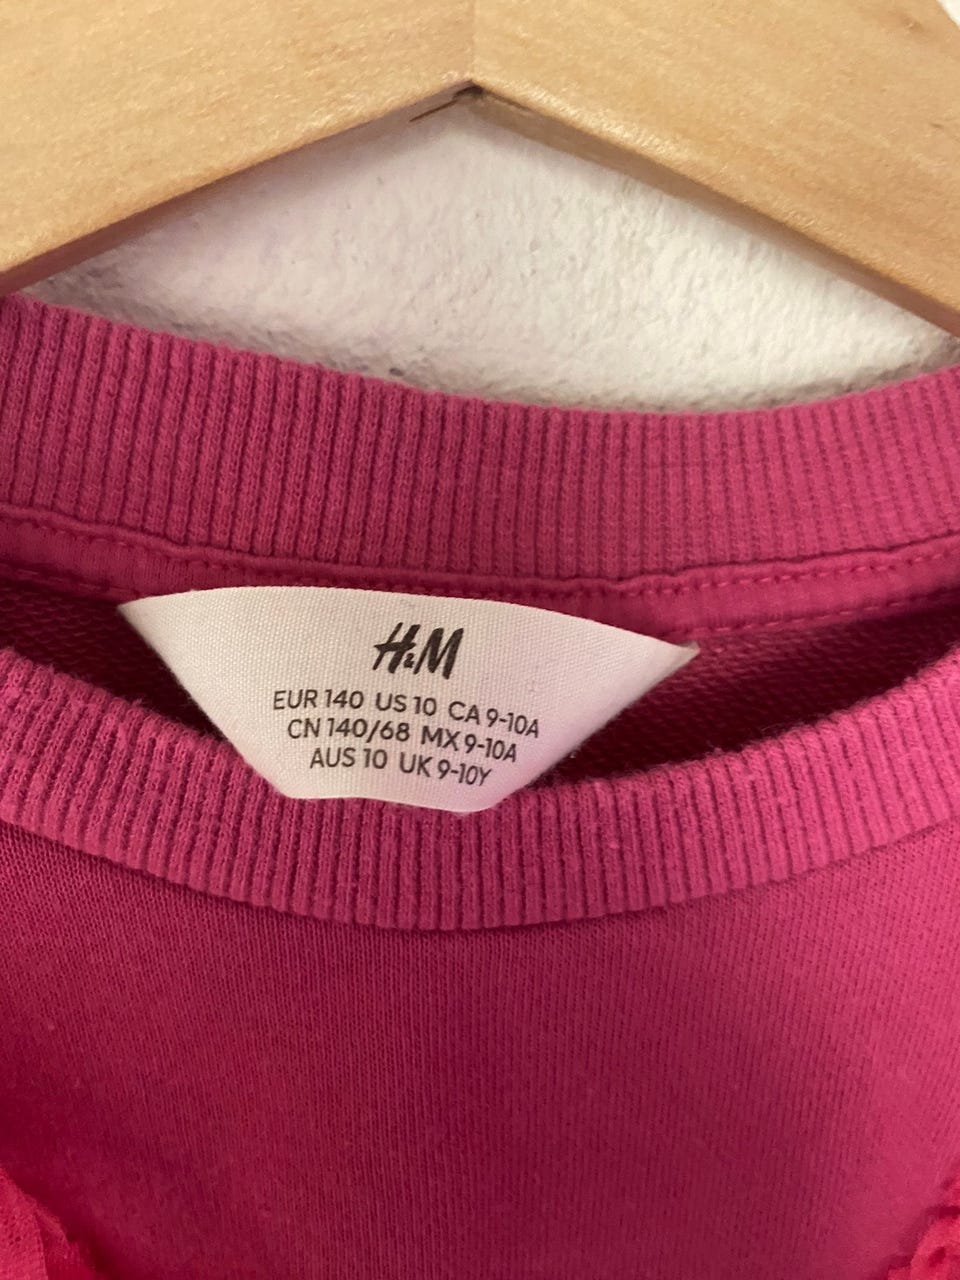 H&M
EUR 140 US 10 CA 9-10A
CN 140/68 MX 9-10A
AUS 10 UK 9-10Y